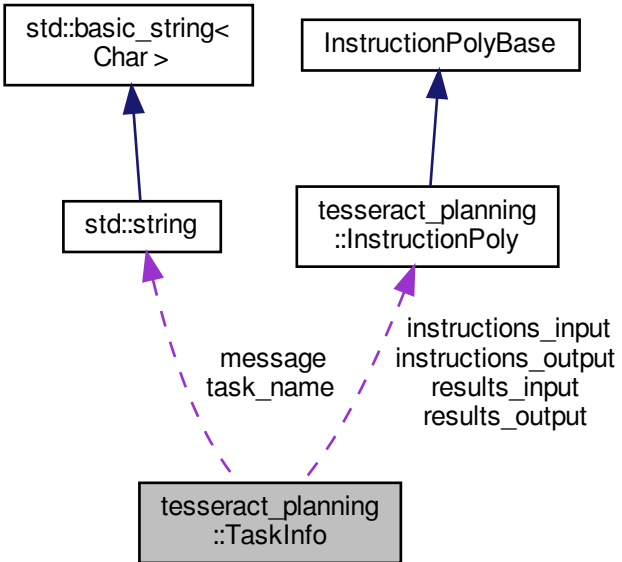 std::basic_string<
Char >
InstructionPolyBase
std::string
tesseract_planning
::InstructionPoly
message
task_name
instructions_input
instructions_output
results_input
results_output
tesseract_planning
::TaskInfo